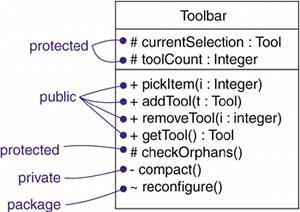 Toolbar
protected
# currentSelection : Tool
# toolCount : Integer
public
+ pickItem(i : Integer)
+ addTool(t : Tool)
+ removeTool(i : integer)
+ getTool() : Tool
protected
# checkOrphans()
private
- compact()
package
~ reconfigure()